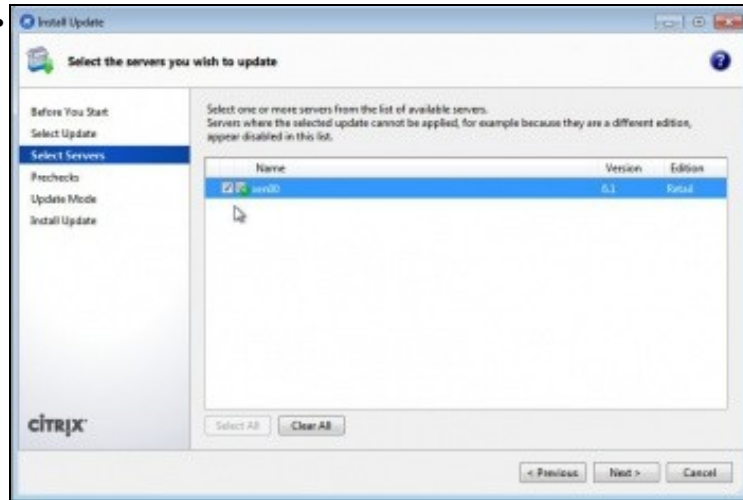 Install Update
Select the servers you wish to update
Before You Start
Select Update
Select Servers
Prechecks
Update Mode
Install Update
Select one or more servers from the list of available servers.
Servers where the selected update cannot be applied, for example because they are a different edition,
appear disabled in this list.
Name Version Edition
6.1 Retail
CITRIX
Select All Clear All
< Previous Next > Cancel